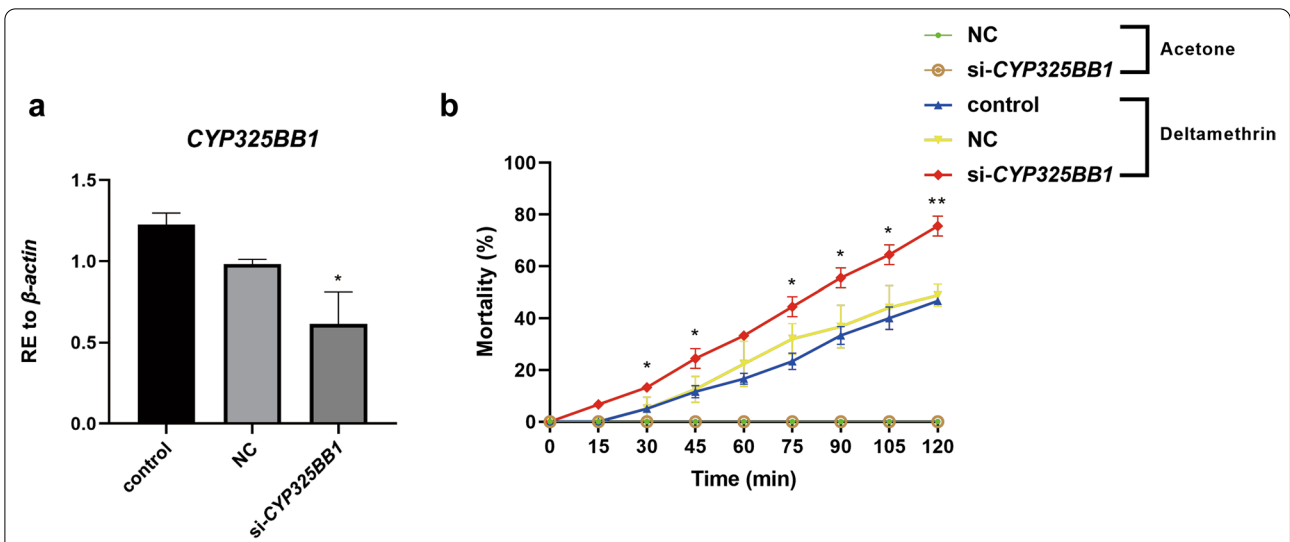 a
CYP325BB1
RE to β-actin
1.5
1.0
0.5
0.0
control
NC
si-CYP325BB1
*
b
NC
si-CYP325BB1
Acetone
control
NC
si-CYP325BB1
Deltamethrin
Mortality (%)
100
80
60
40
20
0
* * * * * **
0 15 30 45 60 75 90 105 120
Time (min)